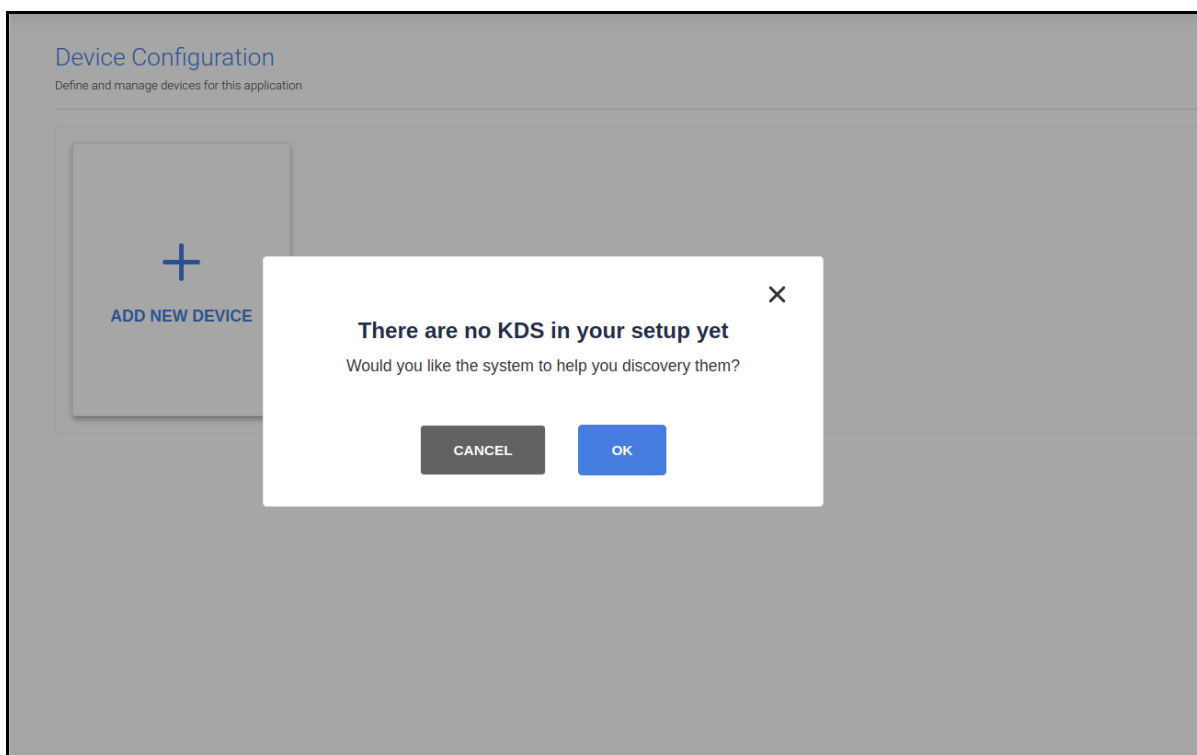 Device Configuration
Define and manage devices for this application
ADD NEW DEVICE
There are no KDS in your setup yet
Would you like the system to help you discovery them?
CANCEL
OK